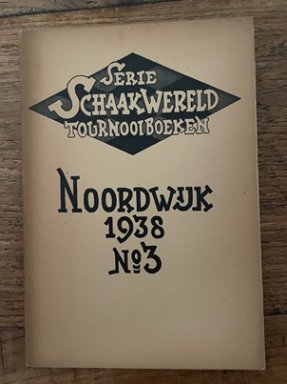 SERIE
SCHAAKWERELD
TOURNOOIBOEKEN
NOORDWIJK
1938
No3